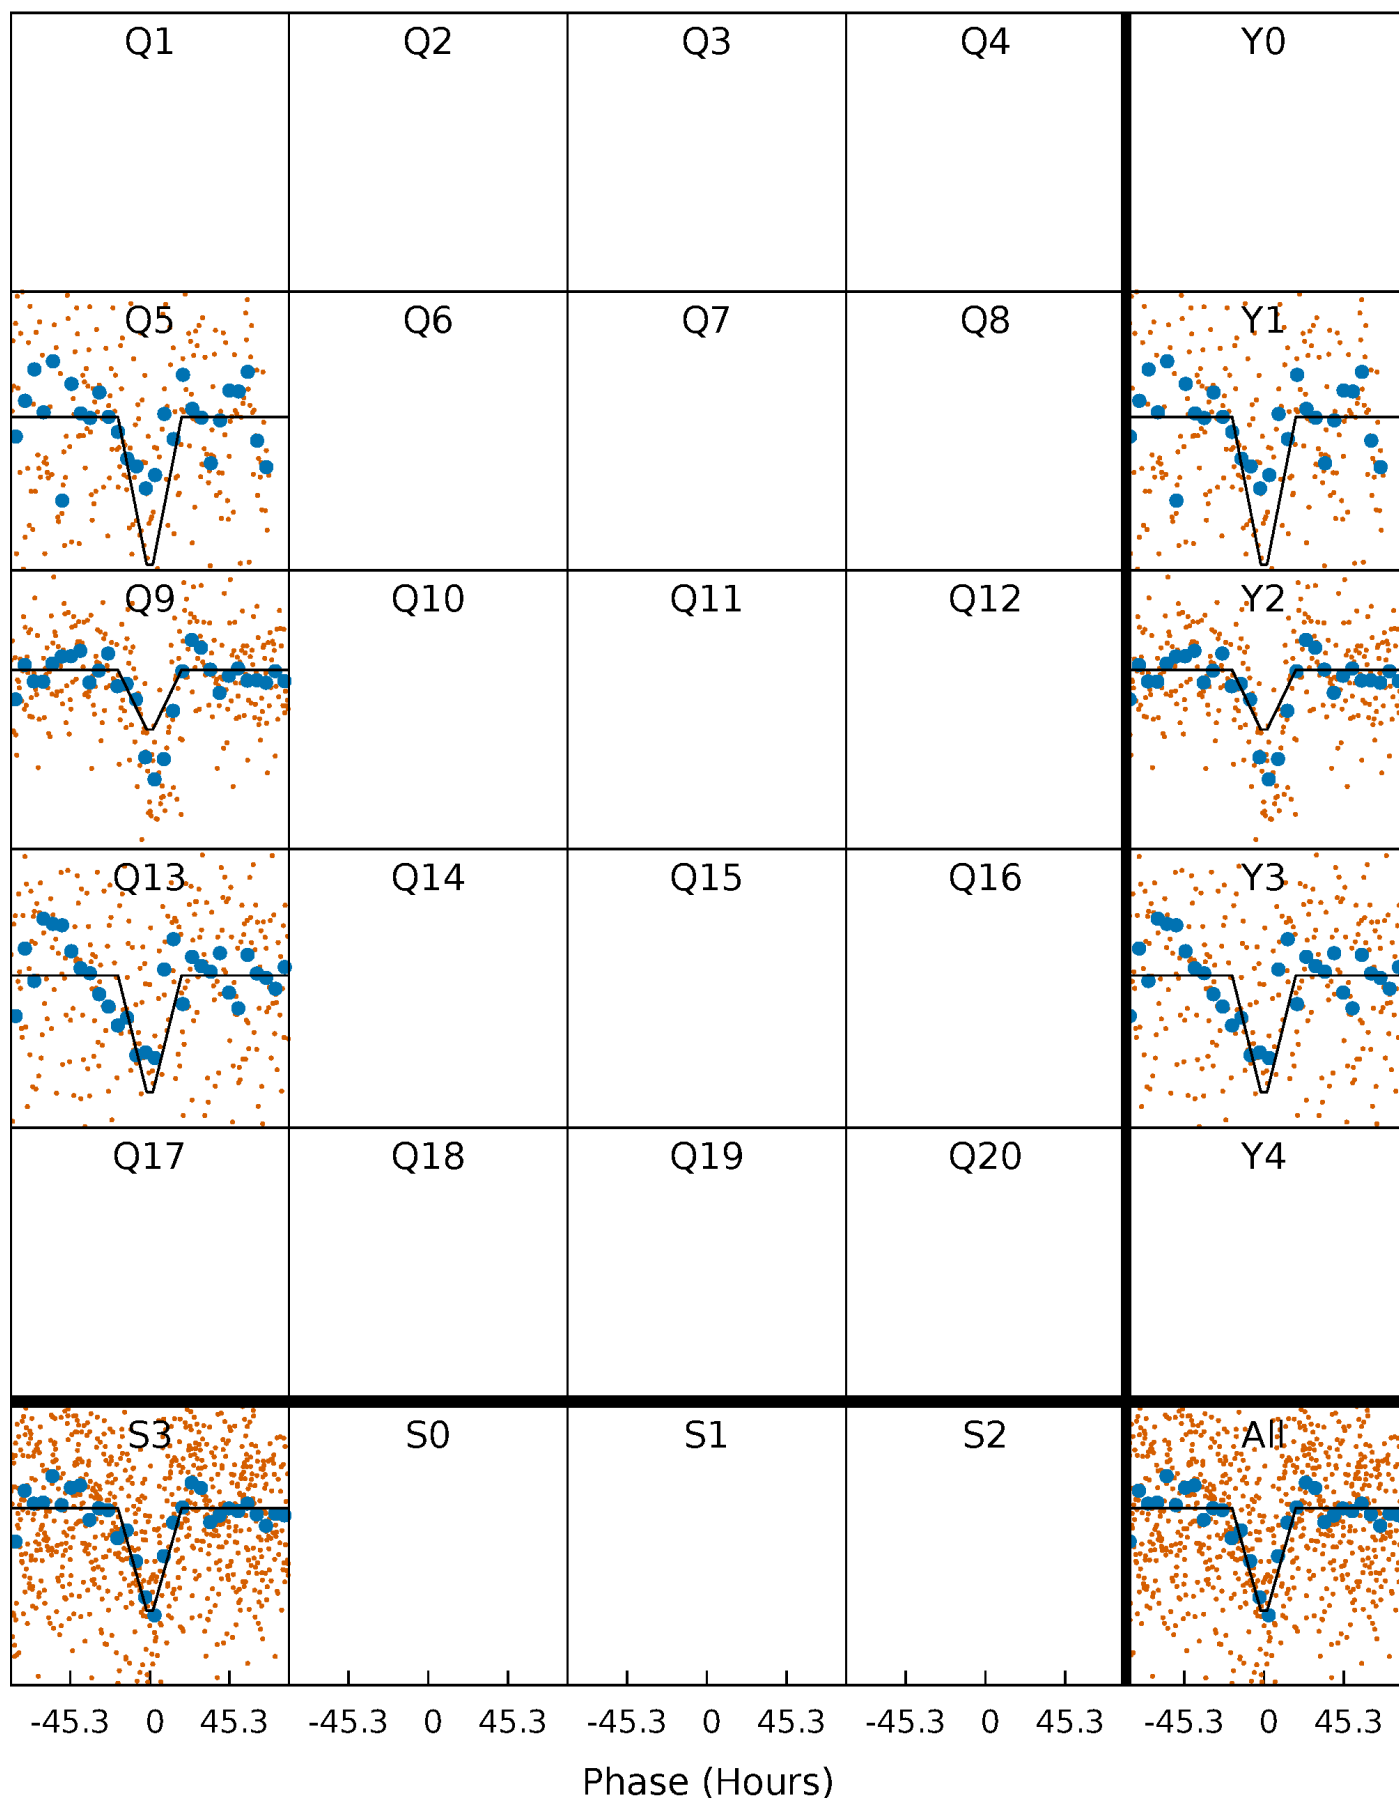 Q1 Q2 Q3 Q4 Y0
Q5 Q6 Q7 Q8 Y1
Q9 Q10 Q11 Q12 Y2
Q13 Q14 Q15 Q16 Y3
Q17 Q18 Q19 Q20 Y4
S3 S0 S1 S2 All
-45.3 0 45.3 -45.3 0 45.3 -45.3 0 45.3 -45.3 0 45.3 -45.3 0 45.3
Phase (Hours)